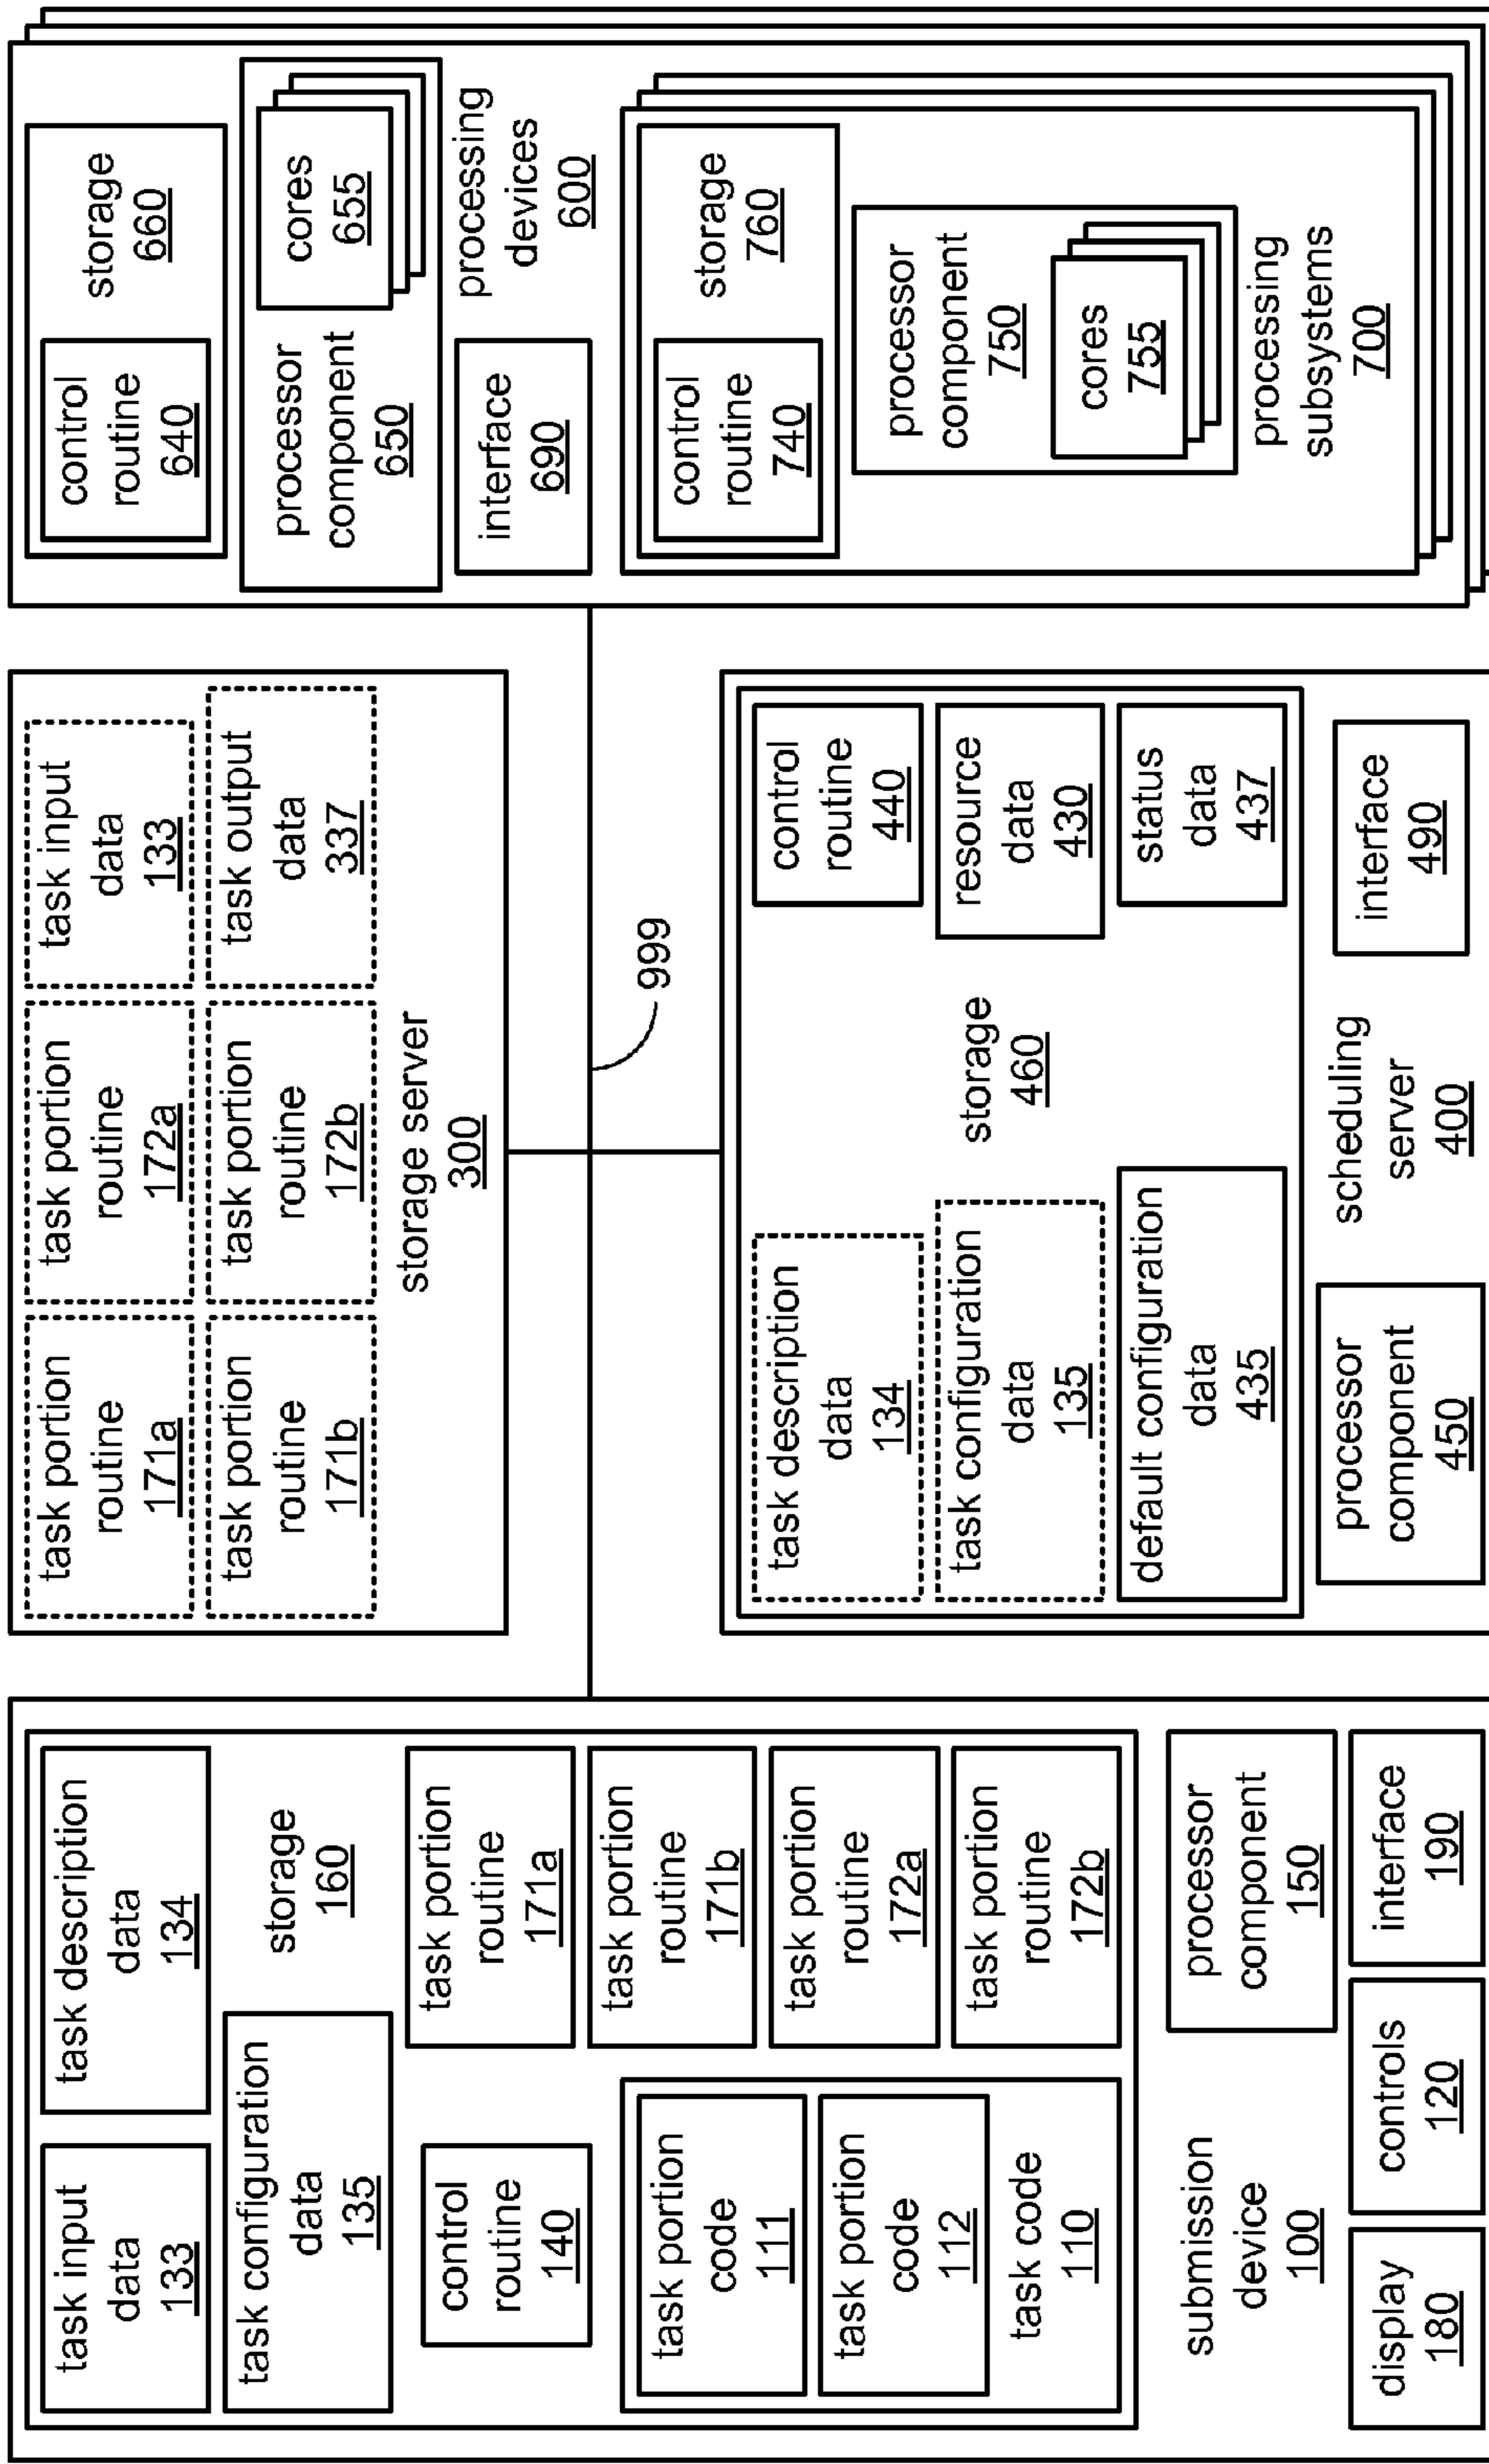 task input
data
133
task description
data
134
task configuration
data
135
storage
160
control
routine
140
task portion
routine
171a
task portion
routine
171b
task portion
routine
172a
task portion
routine
172b
task portion
code
111
task portion
code
112
task code
110
submission
device
100
processor
component
150
display
180
controls
120
interface
190
task portion
routine
171a
task portion
routine
172a
task input
data
133
task portion
routine
171b
task portion
routine
172b
task output
data
337
storage server
300
999
task description
data
134
control
routine
440
task configuration
data
135
storage
460
resource
data
430
default configuration
data
435
status
data
437
processor
component
450
scheduling
server
400
interface
490
control
routine
640
storage
660
processor
component
650
cores
655
interface
690
processing
devices
600
control
routine
740
storage
760
processor
component
750
cores
755
processing
subsystems
700